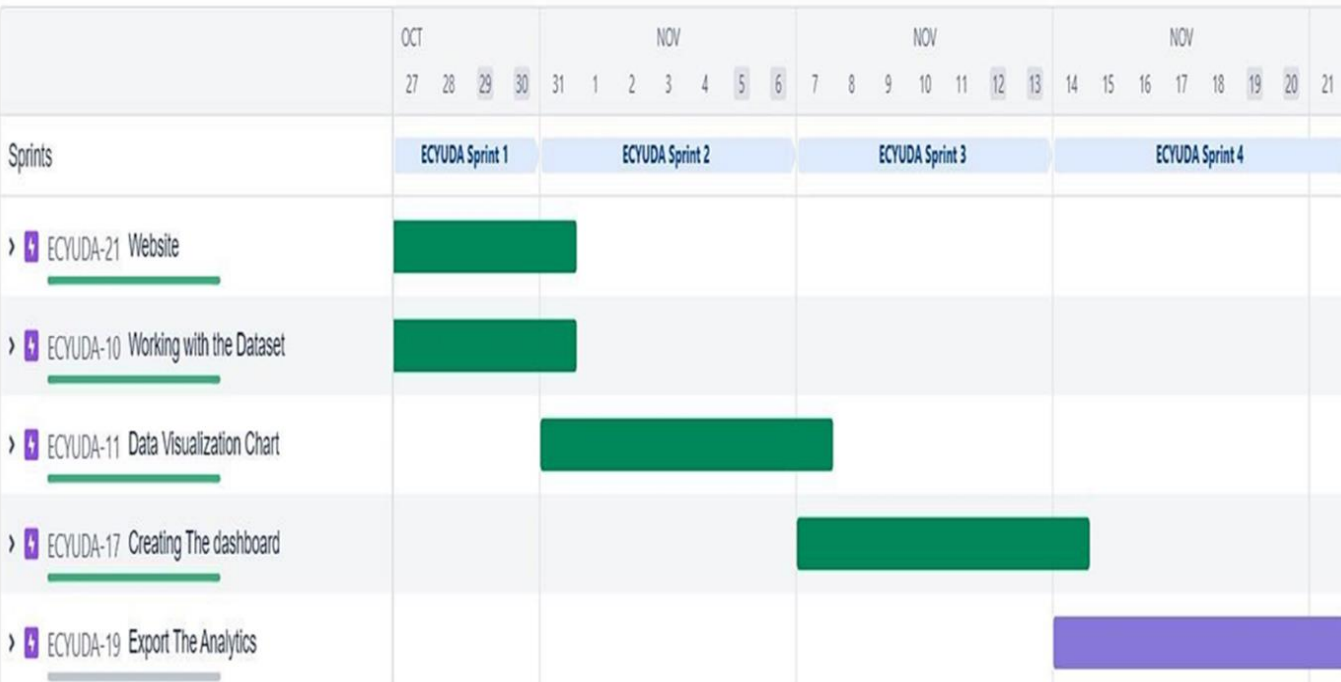 OCT NOV NOV NOV
27 28 29 30 31 1 2 3 4 5 6 7 8 9 10 11 12 13 14 15 16 17 18 19 20 21
Sprints ECYUDA Sprint 1 ECYUDA Sprint 2 ECYUDA Sprint 3 ECYUDA Sprint 4
ECYUDA-21 Website
ECYUDA-10 Working with the Dataset
ECYUDA-11 Data Visualization Chart
ECYUDA-17 Creating The dashboard
ECYUDA-19 Export The Analytics